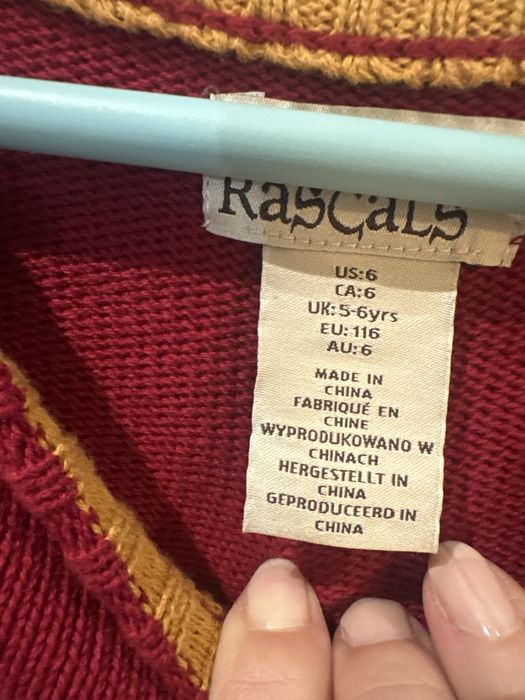 RascaLs
US:6
CA:6
UK: 5-6yrs
EU: 116
AU: 6
MADE IN
CHINA
FABRIQUÉ EN
CHINE
WYPRODUKOWANO W
CHINACH
HERGESTELLT IN
CHINA
GEPRODUCEERD IN
CHINA